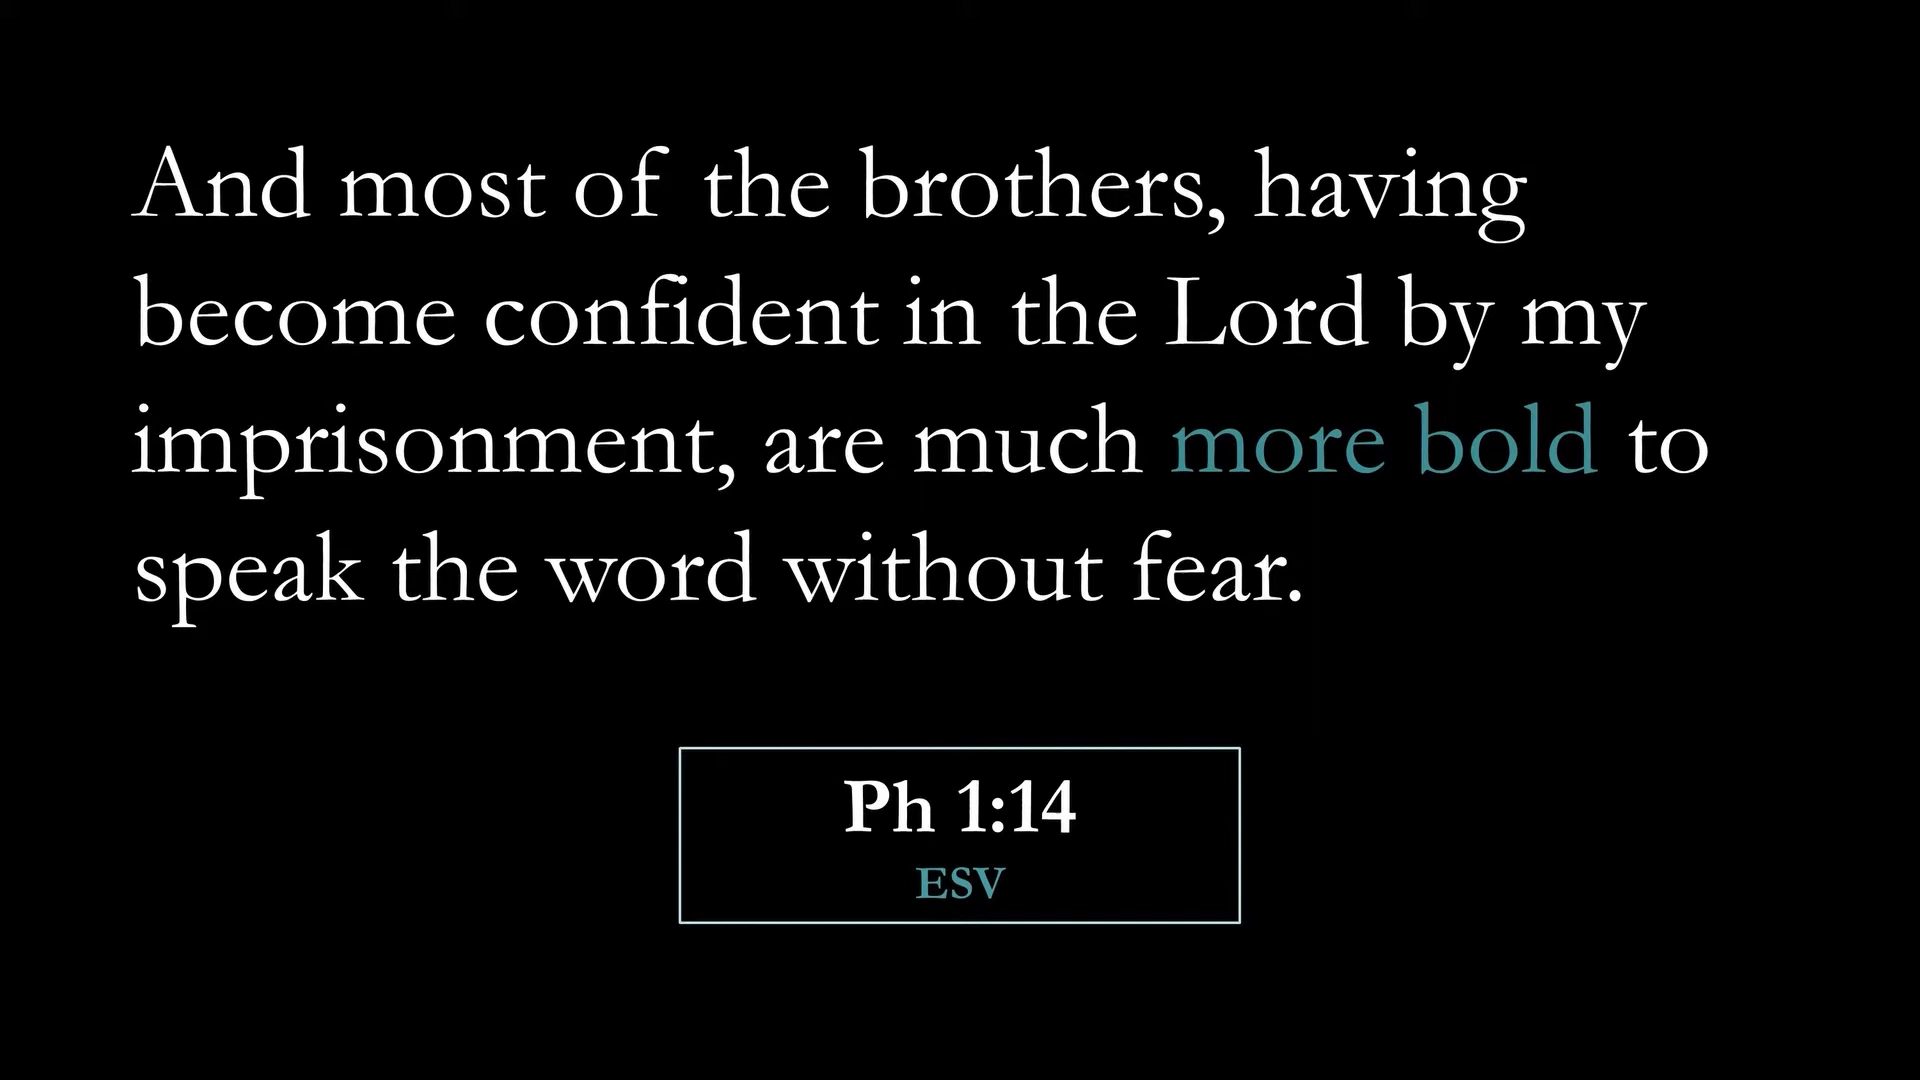 And most of the brothers, having
become confident in the Lord by my
imprisonment, are much more bold to
speak the word without fear.
Ph 1:14
ESV